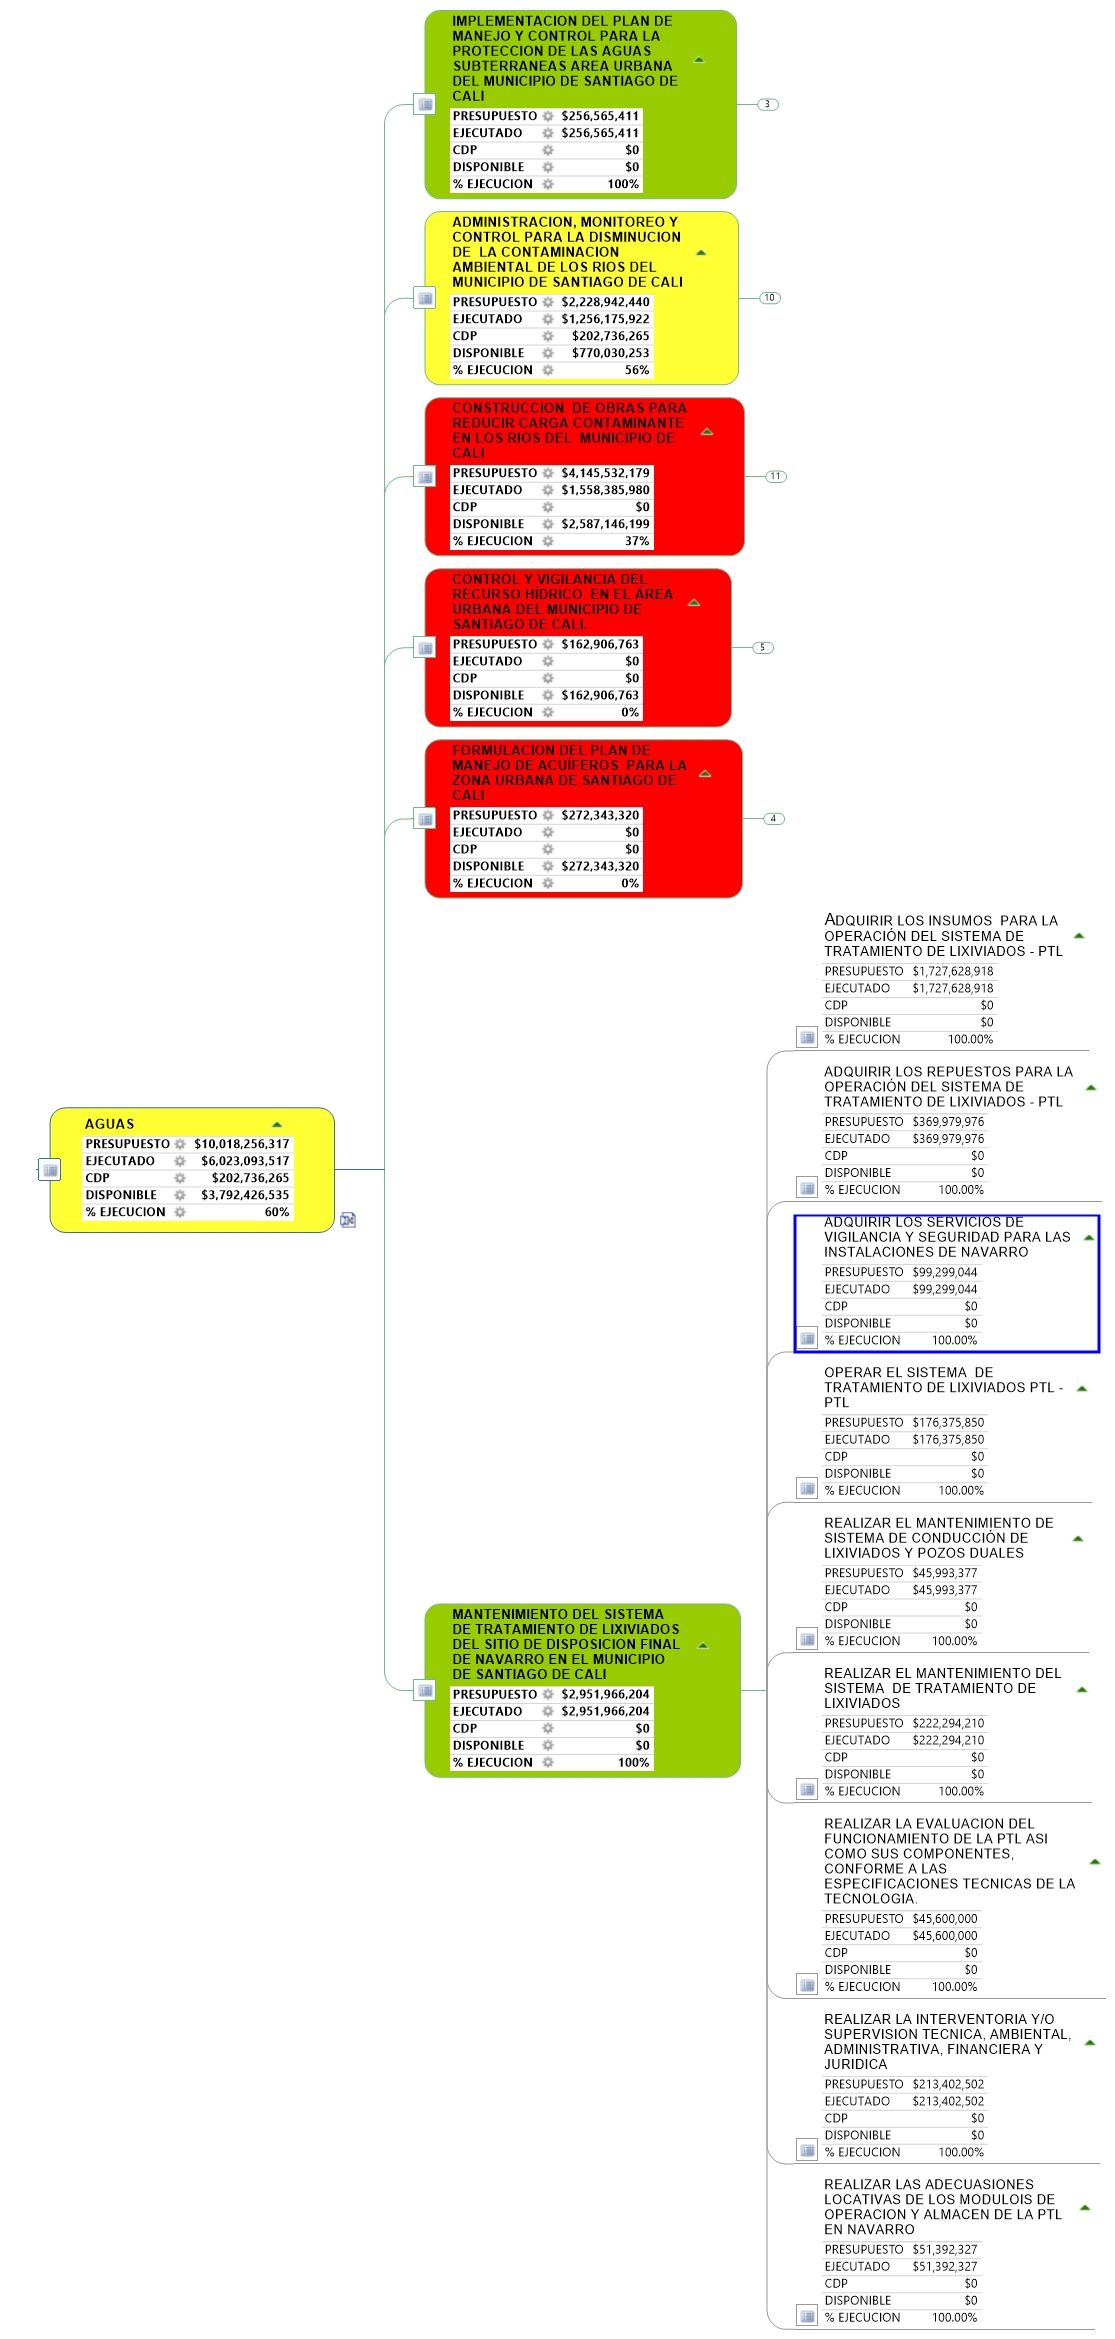 IMPLEMENTACION DEL PLAN DE
MANEJO Y CONTROL PARA LA
PROTECCION DE LAS AGUAS
SUBTERRANEAS AREA URBANA
DEL MUNICIPIO DE SANTIAGO DE
CALI
PRESUPUESTO $256,565,411
EJECUTADO $256,565,411
CDP $0
DISPONIBLE $0
% EJECUCION 100%
3
ADMINISTRACION, MONITOREO Y
CONTROL PARA LA DISMINUCION
DE LA CONTAMINACION
AMBIENTAL DE LOS RIOS DEL
MUNICIPIO DE SANTIAGO DE CALI
PRESUPUESTO $2,228,942,440
EJECUTADO $1,256,175,922
CDP $202,736,265
DISPONIBLE $770,030,253
% EJECUCION 56%
10
CONSTRUCCION DE OBRAS PARA
REDUCIR CARGA CONTAMINANTE
EN LOS RIOS DEL MUNICIPIO DE
CALI
PRESUPUESTO $4,145,532,179
EJECUTADO $1,558,385,980
CDP $0
DISPONIBLE $2,587,146,199
% EJECUCION 37%
11
CONTROL Y VIGILANCIA DEL
RECURSO HÍDRICO EN EL ÁREA
URBANA DEL MUNICIPIO DE
SANTIAGO DE CALI.
PRESUPUESTO $162,906,763
EJECUTADO $0
CDP $0
DISPONIBLE $162,906,763
% EJECUCION 0%
5
FORMULACION DEL PLAN DE
MANEJO DE ACUÍFEROS PARA LA
ZONA URBANA DE SANTIAGO DE
CALI
PRESUPUESTO $272,343,320
EJECUTADO $0
CDP $0
DISPONIBLE $272,343,320
% EJECUCION 0%
4
AGUAS
PRESUPUESTO $10,018,256,317
EJECUTADO $6,023,093,517
CDP $202,736,265
DISPONIBLE $3,792,426,535
% EJECUCION 60%
MANTENIMIENTO DEL SISTEMA
DE TRATAMIENTO DE LIXIVIADOS
DEL SITIO DE DISPOSICION FINAL
DE NAVARRO EN EL MUNICIPIO
DE SANTIAGO DE CALI
PRESUPUESTO $2,951,966,204
EJECUTADO $2,951,966,204
CDP $0
DISPONIBLE $0
% EJECUCION 100%
ADQUIRIR LOS INSUMOS PARA LA
OPERACIÓN DEL SISTEMA DE
TRATAMIENTO DE LIXIVIADOS - PTL
PRESUPUESTO $1,727,628,918
EJECUTADO $1,727,628,918
CDP $0
DISPONIBLE $0
% EJECUCION 100.00%
ADQUIRIR LOS REPUESTOS PARA LA
OPERACIÓN DEL SISTEMA DE
TRATAMIENTO DE LIXIVIADOS - PTL
PRESUPUESTO $369,979,976
EJECUTADO $369,979,976
CDP $0
DISPONIBLE $0
% EJECUCION 100.00%
ADQUIRIR LOS SERVICIOS DE
VIGILANCIA Y SEGURIDAD PARA LAS
INSTALACIONES DE NAVARRO
PRESUPUESTO $99,299,044
EJECUTADO $99,299,044
CDP $0
DISPONIBLE $0
% EJECUCION 100.00%
OPERAR EL SISTEMA DE
TRATAMIENTO DE LIXIVIADOS PTL -
PTL
PRESUPUESTO $176,375,850
EJECUTADO $176,375,850
CDP $0
DISPONIBLE $0
% EJECUCION 100.00%
REALIZAR EL MANTENIMIENTO DE
SISTEMA DE CONDUCCIÓN DE
LIXIVIADOS Y POZOS DUALES
PRESUPUESTO $45,993,377
EJECUTADO $45,993,377
CDP $0
DISPONIBLE $0
% EJECUCION 100.00%
REALIZAR EL MANTENIMIENTO DEL
SISTEMA DE TRATAMIENTO DE
LIXIVIADOS
PRESUPUESTO $222,294,210
EJECUTADO $222,294,210
CDP $0
DISPONIBLE $0
% EJECUCION 100.00%
REALIZAR LA EVALUACION DEL
FUNCIONAMIENTO DE LA PTL ASI
COMO SUS COMPONENTES,
CONFORME A LAS
ESPECIFICACIONES TECNICAS DE LA
TECNOLOGIA.
PRESUPUESTO $45,600,000
EJECUTADO $45,600,000
CDP $0
DISPONIBLE $0
% EJECUCION 100.00%
REALIZAR LA INTERVENTORIA Y/O
SUPERVISION TECNICA, AMBIENTAL,
ADMINISTRATIVA, FINANCIERA Y
JURIDICA
PRESUPUESTO $213,402,502
EJECUTADO $213,402,502
CDP $0
DISPONIBLE $0
% EJECUCION 100.00%
REALIZAR LAS ADECUASIONES
LOCATIVAS DE LOS MODULOIS DE
OPERACION Y ALMACEN DE LA PTL
EN NAVARRO
PRESUPUESTO $51,392,327
EJECUTADO $51,392,327
CDP $0
DISPONIBLE $0
% EJECUCION 100.00%